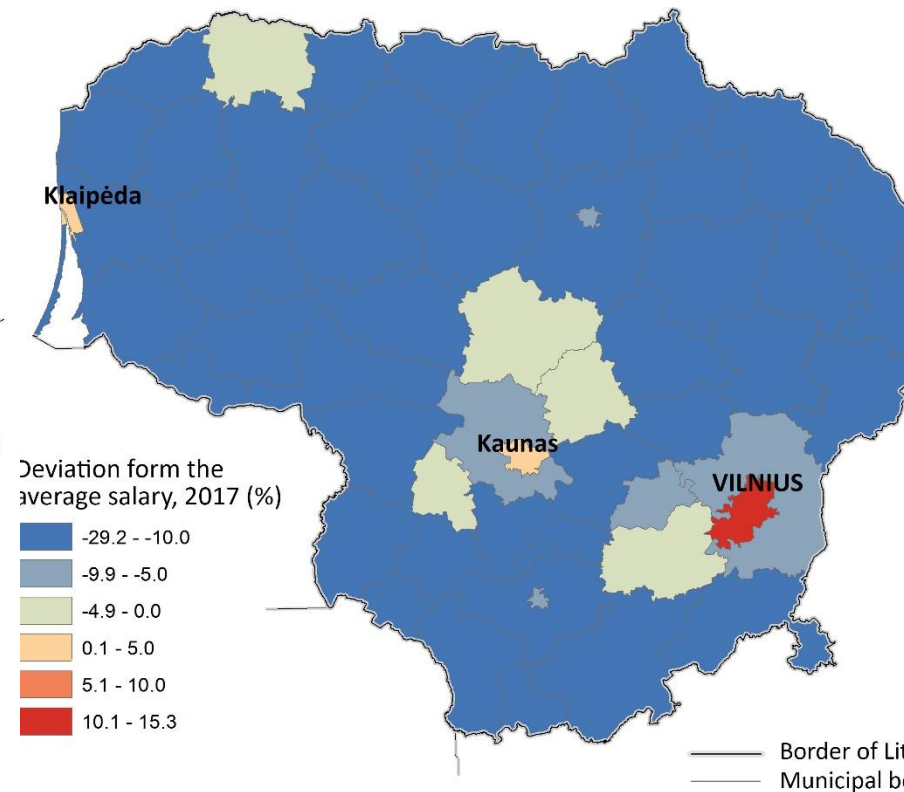 Klaipėda
Kaunas
VILNIUS
Deviation form the
average salary, 2017 (%)
-29.2 - -10.0
-9.9 - -5.0
-4.9 - 0.0
0.1 - 5.0
5.1 - 10.0
10.1 - 15.3
Border of Lit
Municipal bo